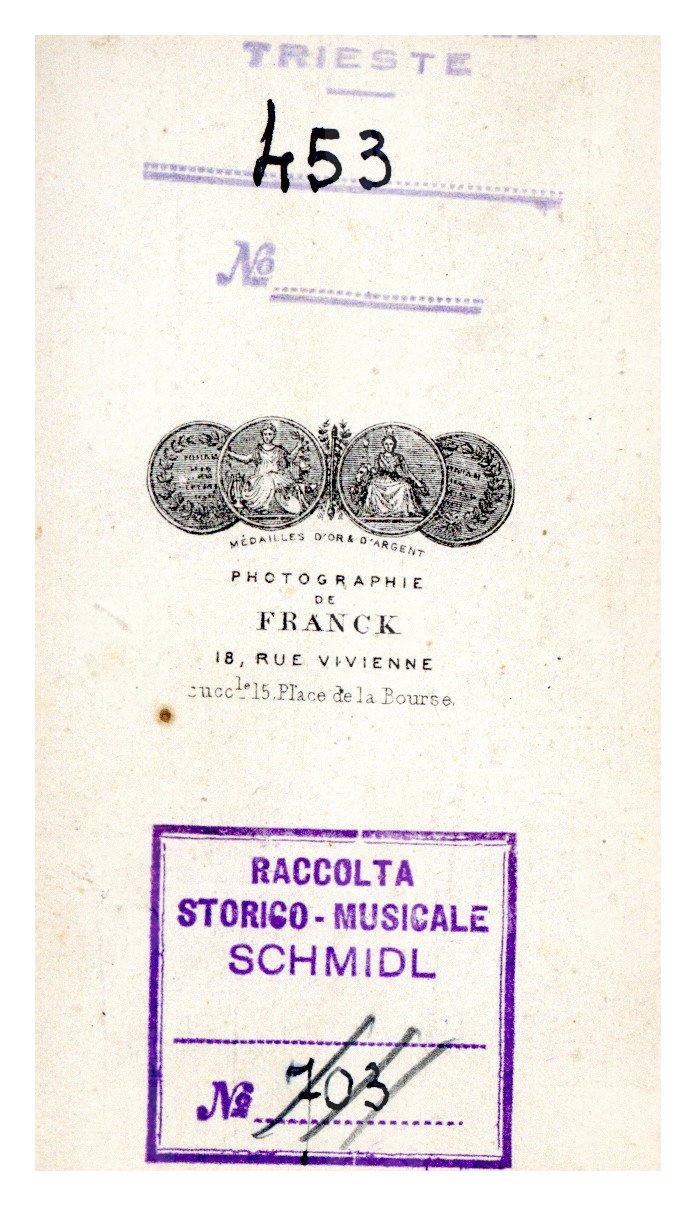 TRIESTE
453
No
MÉDAILLES D'OR & D'ARGENT
PHOTOGRAPHIE
DE
FRANCK
18, RUE VIVIENNE
succle 15, Place de la Bourse.
RACCOLTA
STORICO-MUSICALE
SCHMIDL
No 703